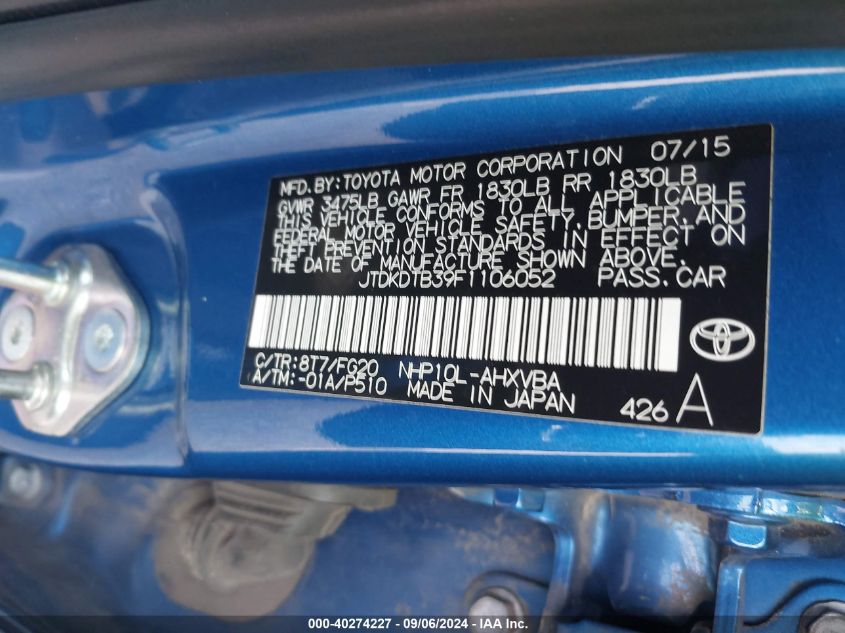 MFD. BY: TOYOTA MOTOR CORPORATION 07/15
GVWR 3475LB GAWR FR 1830LB RR 1830LB
THIS VEHICLE CONFORMS TO ALL APPLICABLE
FEDERAL MOTOR VEHICLE SAFETY, BUMPER, AND
THEFT PREVENTION STANDARDS IN EFFECT ON
THE DATE OF MANUFACTURE SHOWN ABOVE.
JTDKDTB39F1106052 PASS. CAR
C/TR: 8T7/FG20 NHP10L-AHXVBA
A/TM: -01A/P510 MADE IN JAPAN
426 A
000-40274227 - 09/06/2024 - IAA Inc.